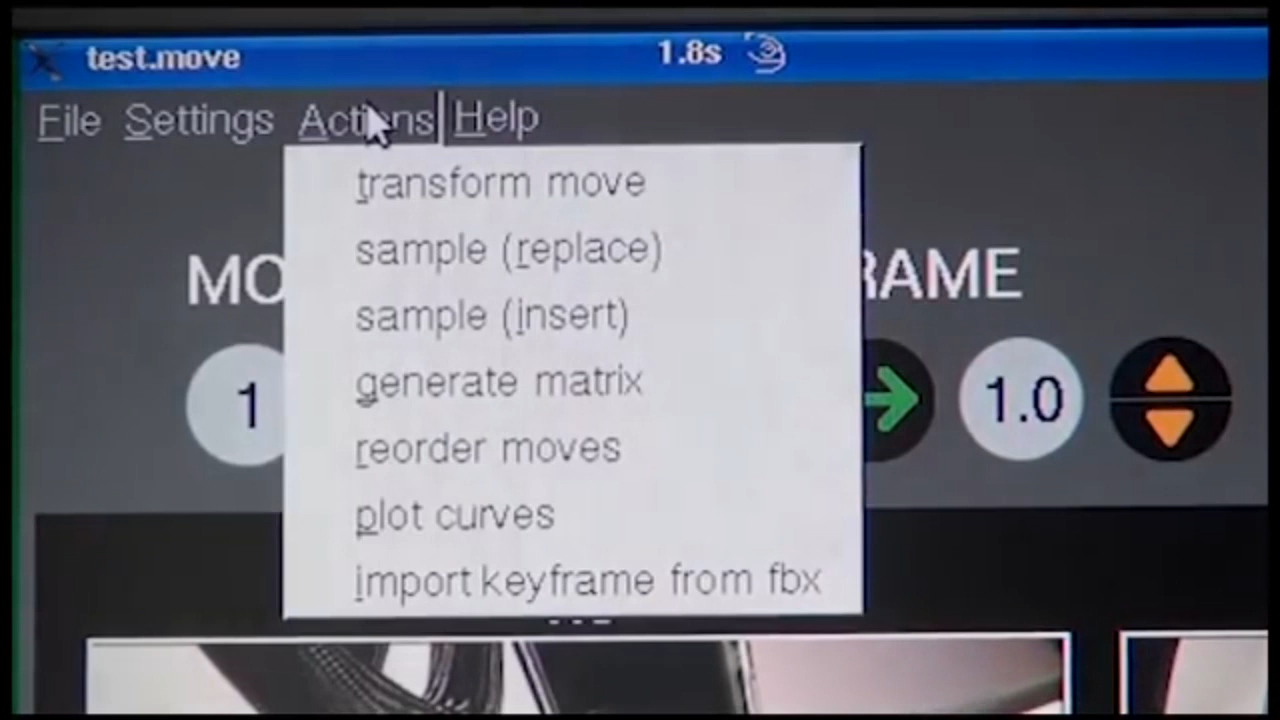 test.move 1.8s
File Settings Actions Help
transform move
sample (replace)
sample (insert)
generate matrix
reorder moves
plot curves
import keyframe from fbx
1 1.0